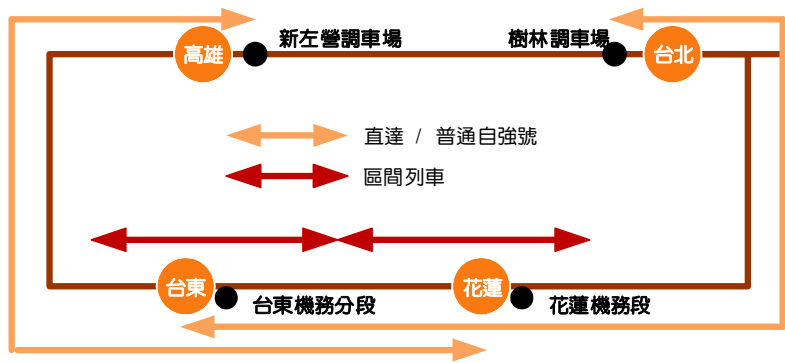 新左營調車場
樹林調車場
高雄
台北
直達 / 普通自強號
區間列車
台東
花蓮
台東機務分段
花蓮機務段